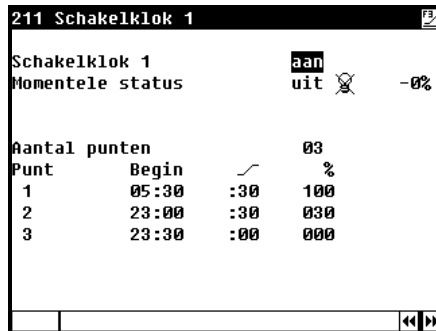 211 Schakelklok 1 F3
Schakelklok 1 aan
Momentele status uit -0%
Aantal punten 03
Punt Begin %
1 05:30 :30 100
2 23:00 :30 030
3 23:30 :00 000